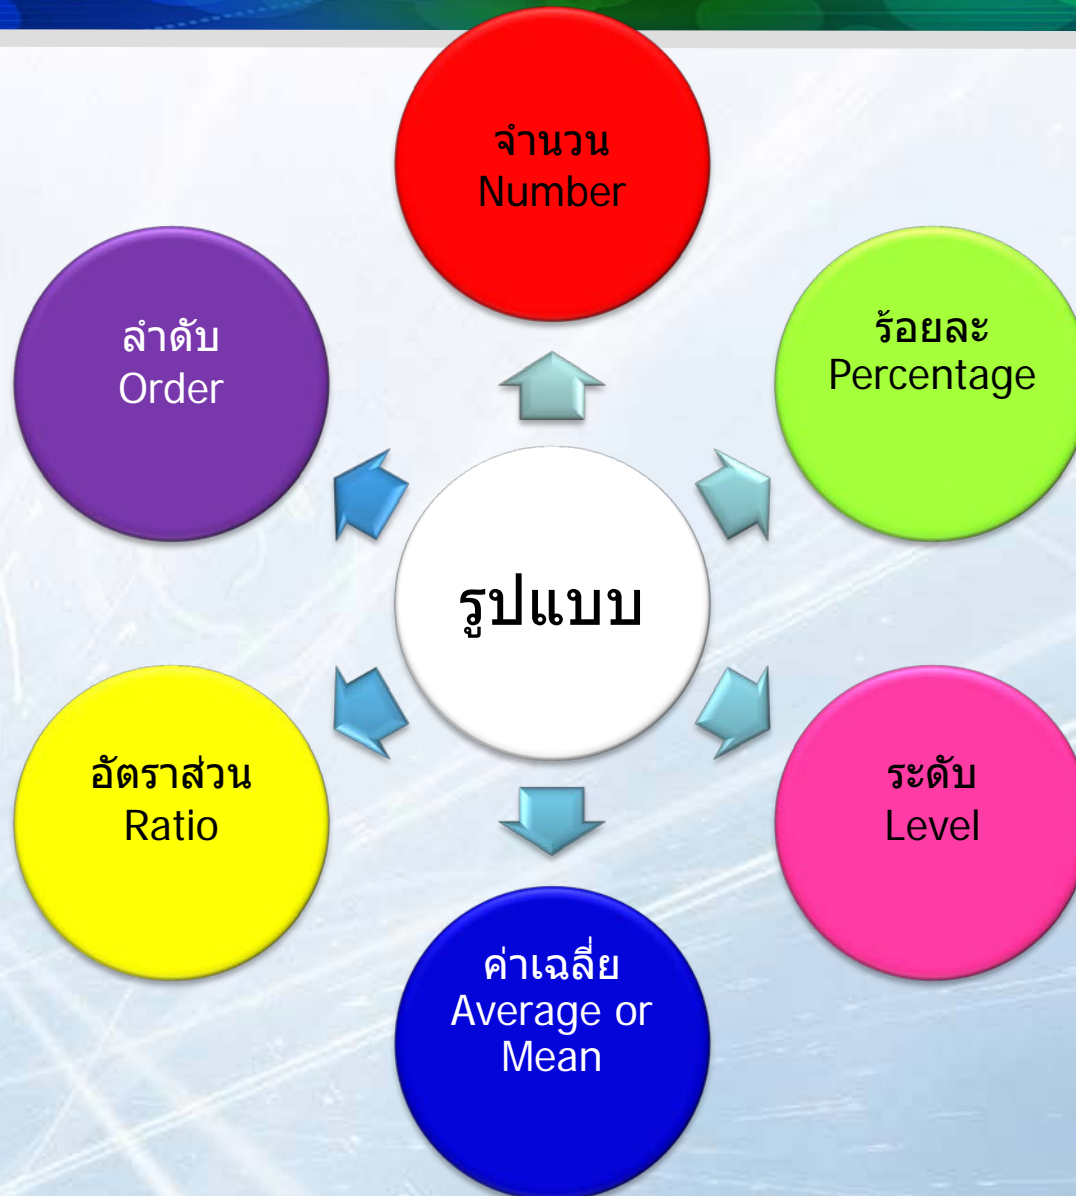 จำนวน
Number
ร้อยละ
Percentage
ระดับ
Level
ค่าเฉลี่ย
Average or
Mean
อัตราส่วน
Ratio
ลำดับ
Order
รูปแบบ